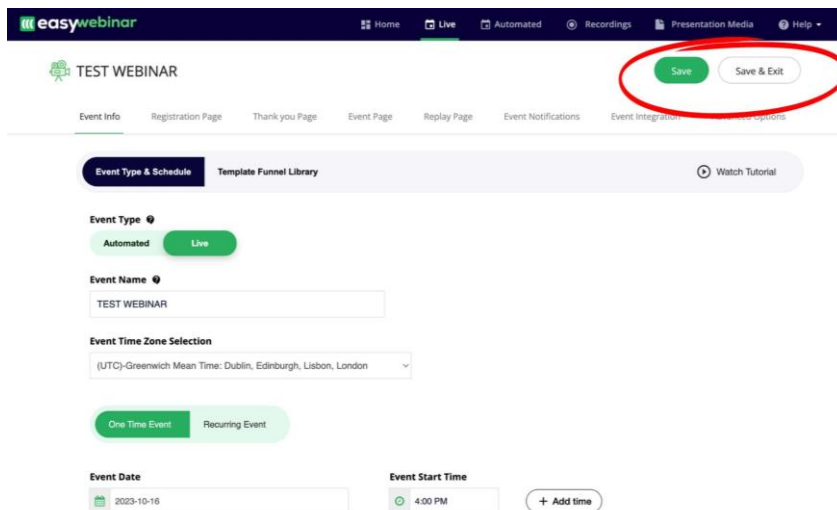 easywebinar Home Live Automated Recordings Presentation Media Help
TEST WEBINAR Save Save & Exit
Event Info Registration Page Thank you Page Event Page Replay Page Event Notifications Event Integration Advanced Options
Event Type & Schedule Template Funnel Library Watch Tutorial
Event Type
Automated Live
Event Name
TEST WEBINAR
Event Time Zone Selection
(UTC)-Greenwich Mean Time: Dublin, Edinburgh, Lisbon, London
One Time Event Recurring Event
Event Date Event Start Time
2023-10-16 4:00 PM + Add time